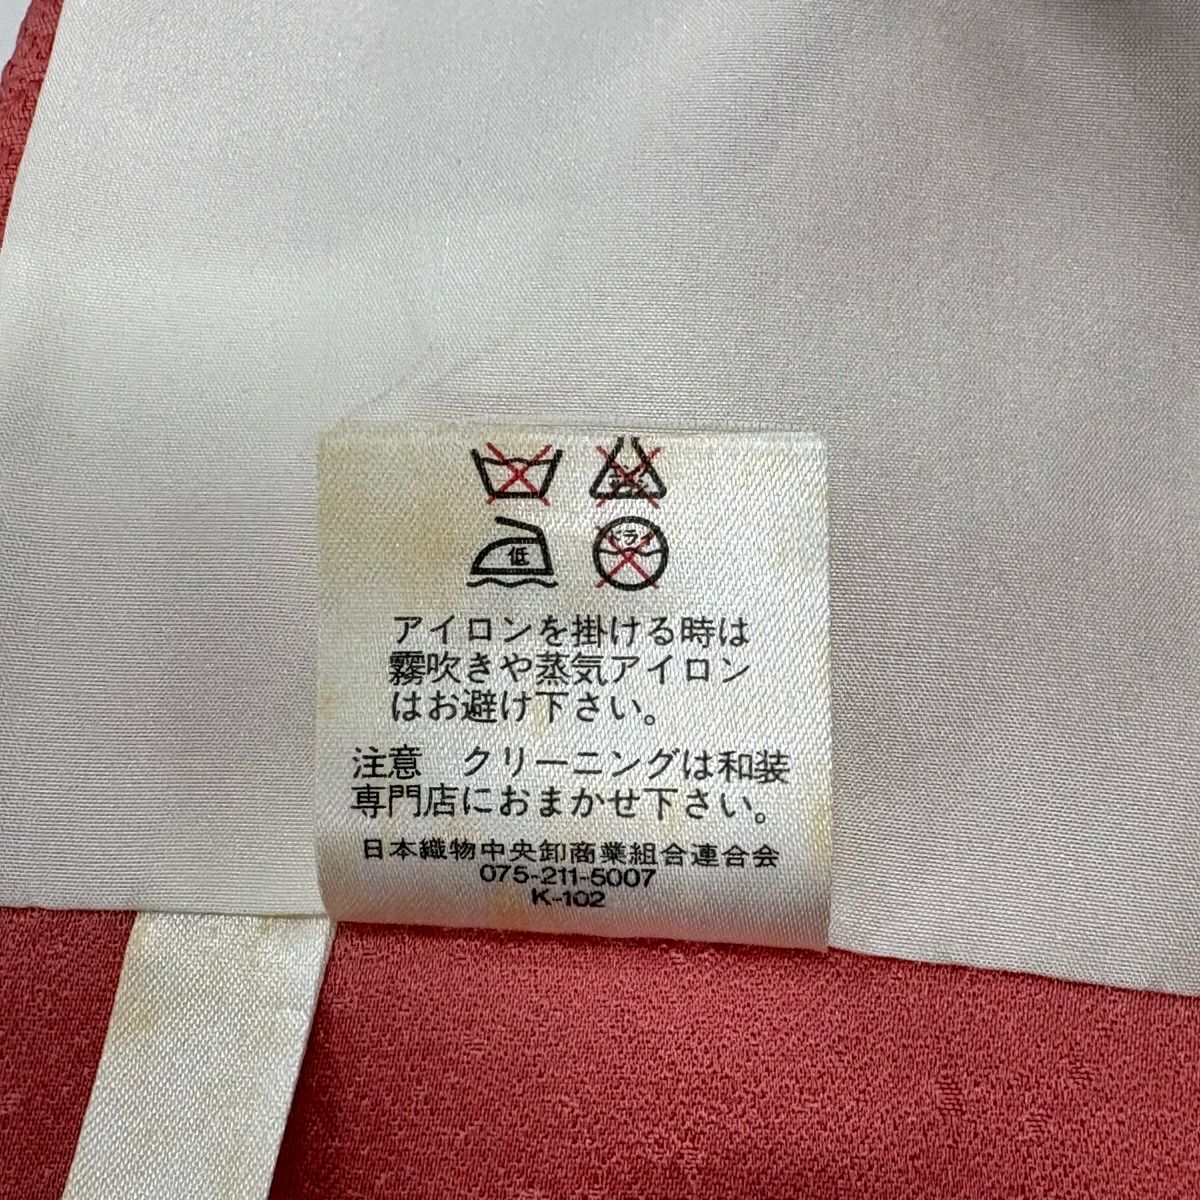 低
ドライ
アイロンを掛ける時は
霧吹きや蒸気アイロン
はお避け下さい。
注意 クリーニングは和装
専門店におまかせ下さい。
日本織物中央卸商業組合連合会
075-211-5007
K-102